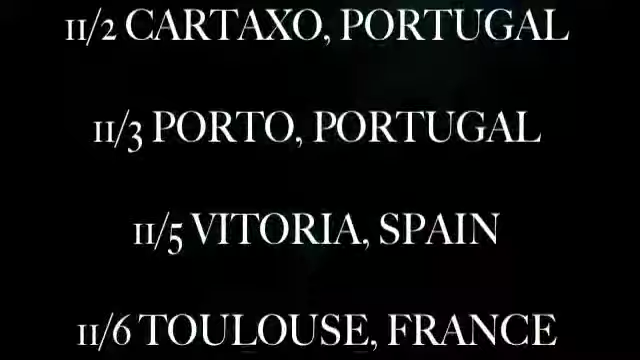 11/2 CARTAXO, PORTUGAL
11/3 PORTO, PORTUGAL
11/5 VITORIA, SPAIN
11/6 TOULOUSE, FRANCE